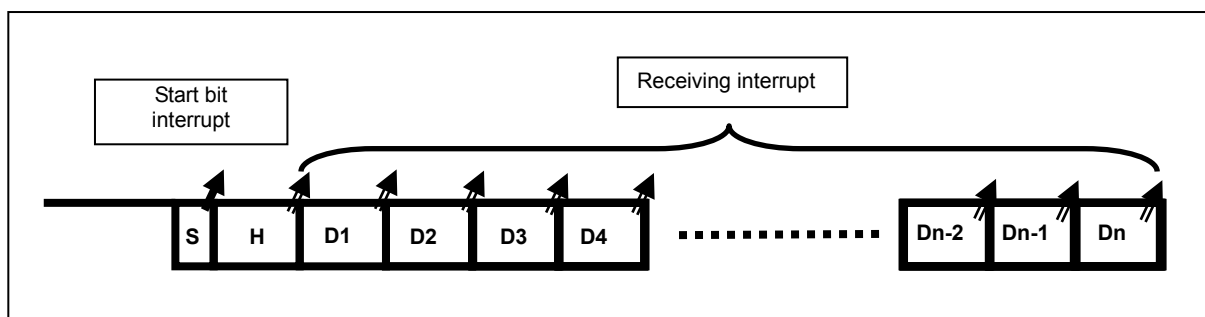 Receiving interrupt
Start bit
interrupt
S H D1 D2 D3 D4 Dn-2 Dn-1 Dn